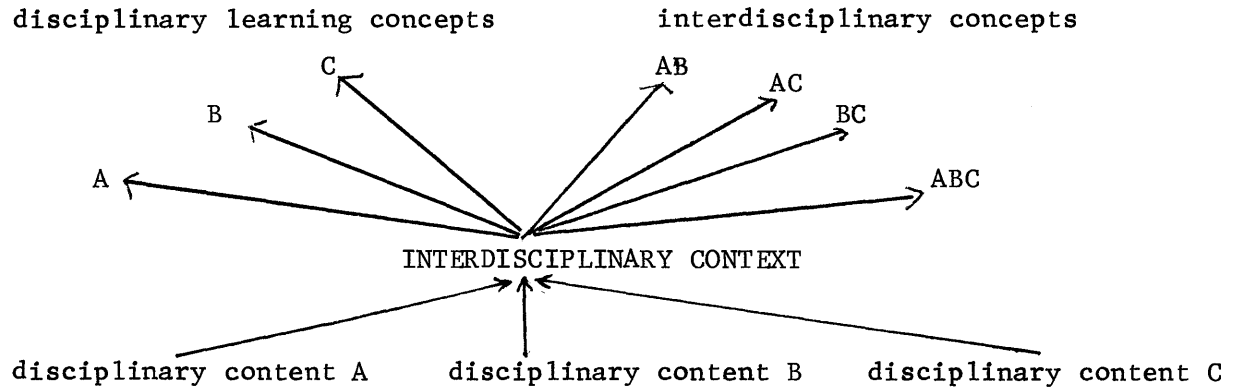 disciplinary learning concepts interdisciplinary concepts
C AB
AC
B BC
A ABC
INTERDISCIPLINARY CONTEXT
disciplinary content A disciplinary content B disciplinary content C